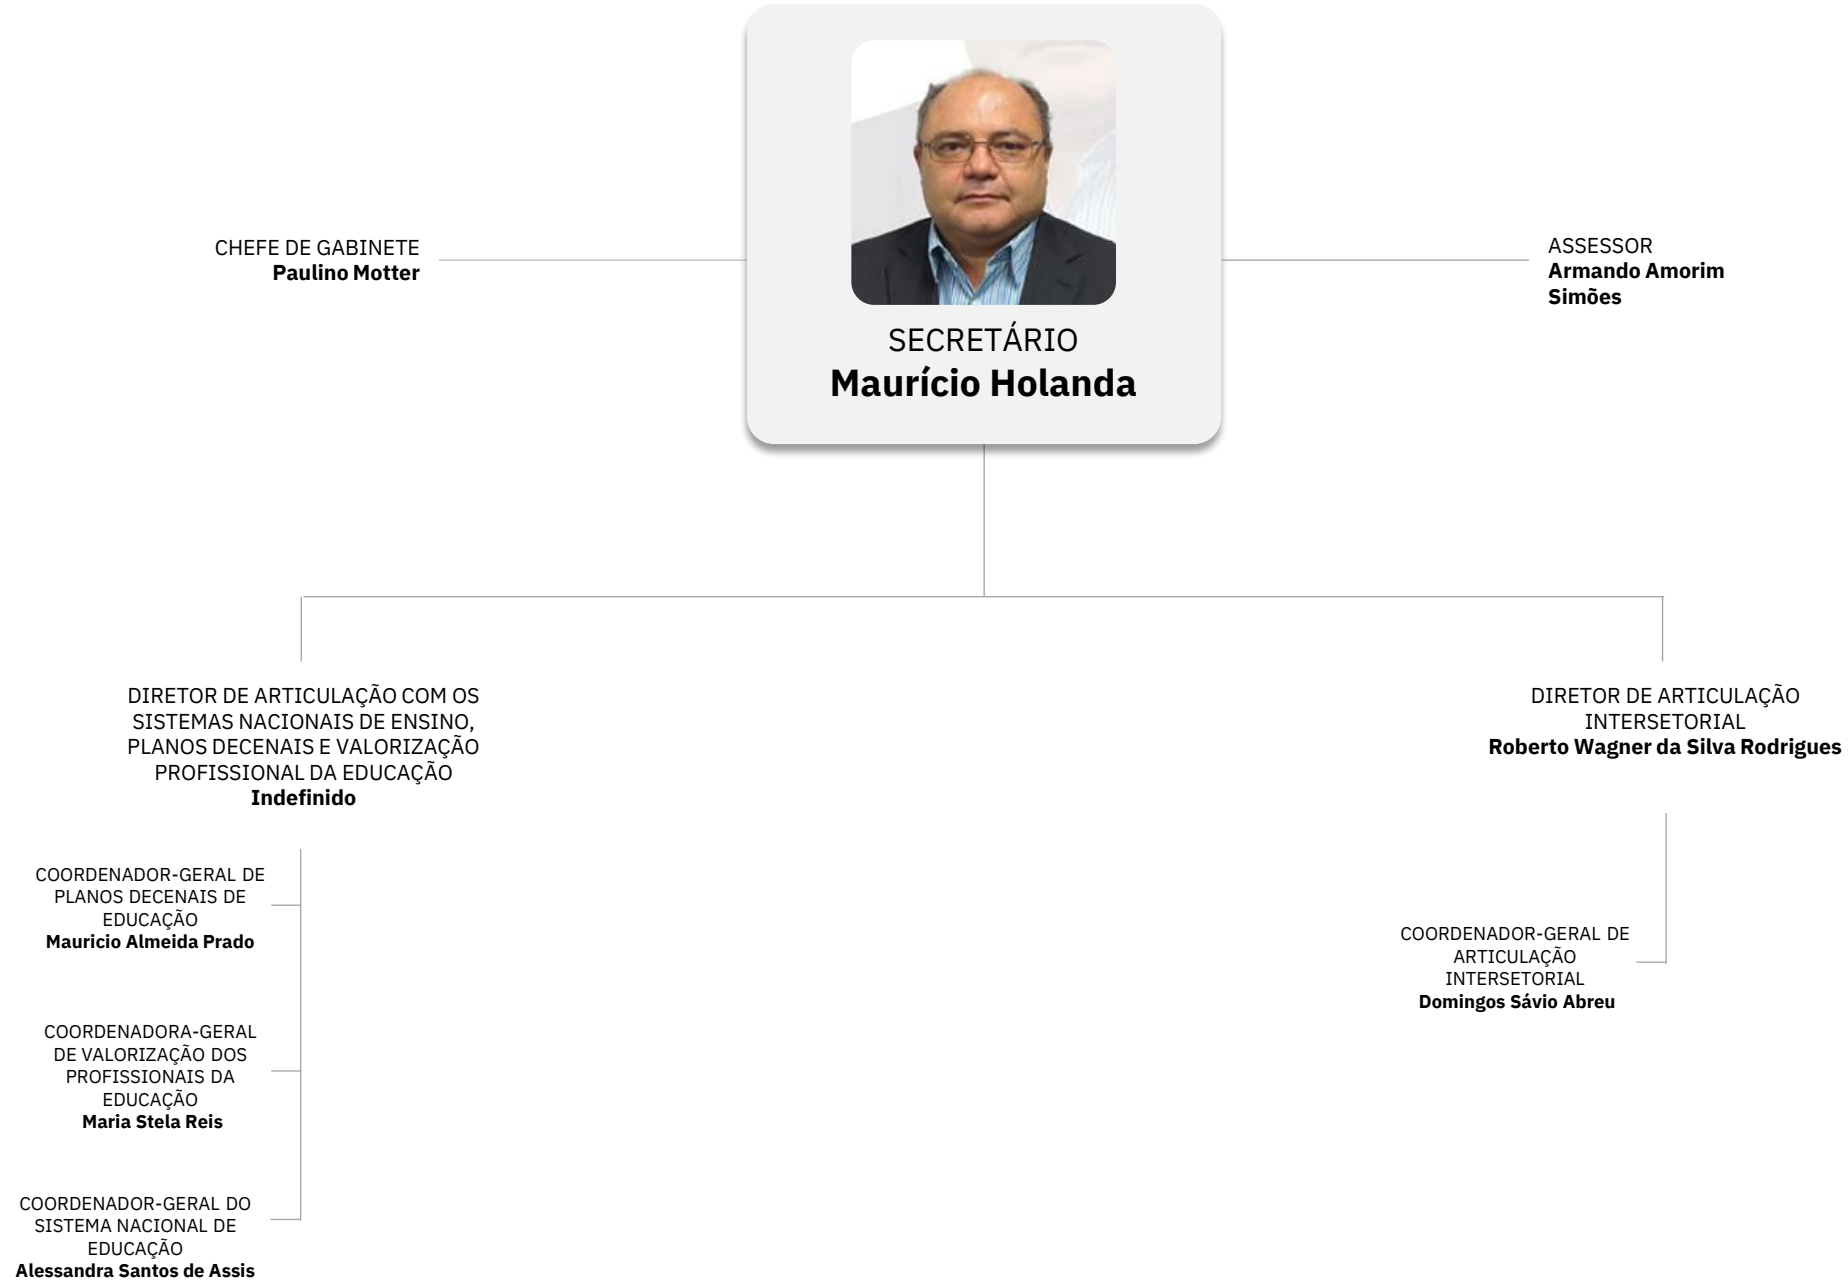 CHEFE DE GABINETE
Paulino Motter
SECRETÁRIO
Maurício Holanda
ASSESSOR
Armando Amorim
Simões
DIRETOR DE ARTICULAÇÃO COM OS
SISTEMAS NACIONAIS DE ENSINO,
PLANOS DECENAIS E VALORIZAÇÃO
PROFISSIONAL DA EDUCAÇÃO
Indefinido
COORDENADOR-GERAL DE
PLANOS DECENAIS DE
EDUCAÇÃO
Mauricio Almeida Prado
COORDENADORA-GERAL
DE VALORIZAÇÃO DOS
PROFISSIONAIS DA
EDUCAÇÃO
Maria Stela Reis
COORDENADOR-GERAL DO
SISTEMA NACIONAL DE
EDUCAÇÃO
Alessandra Santos de Assis
DIRETOR DE ARTICULAÇÃO
INTERSETORIAL
Roberto Wagner da Silva Rodrigues
COORDENADOR-GERAL DE
ARTICULAÇÃO
INTERSETORIAL
Domingos Sávio Abreu